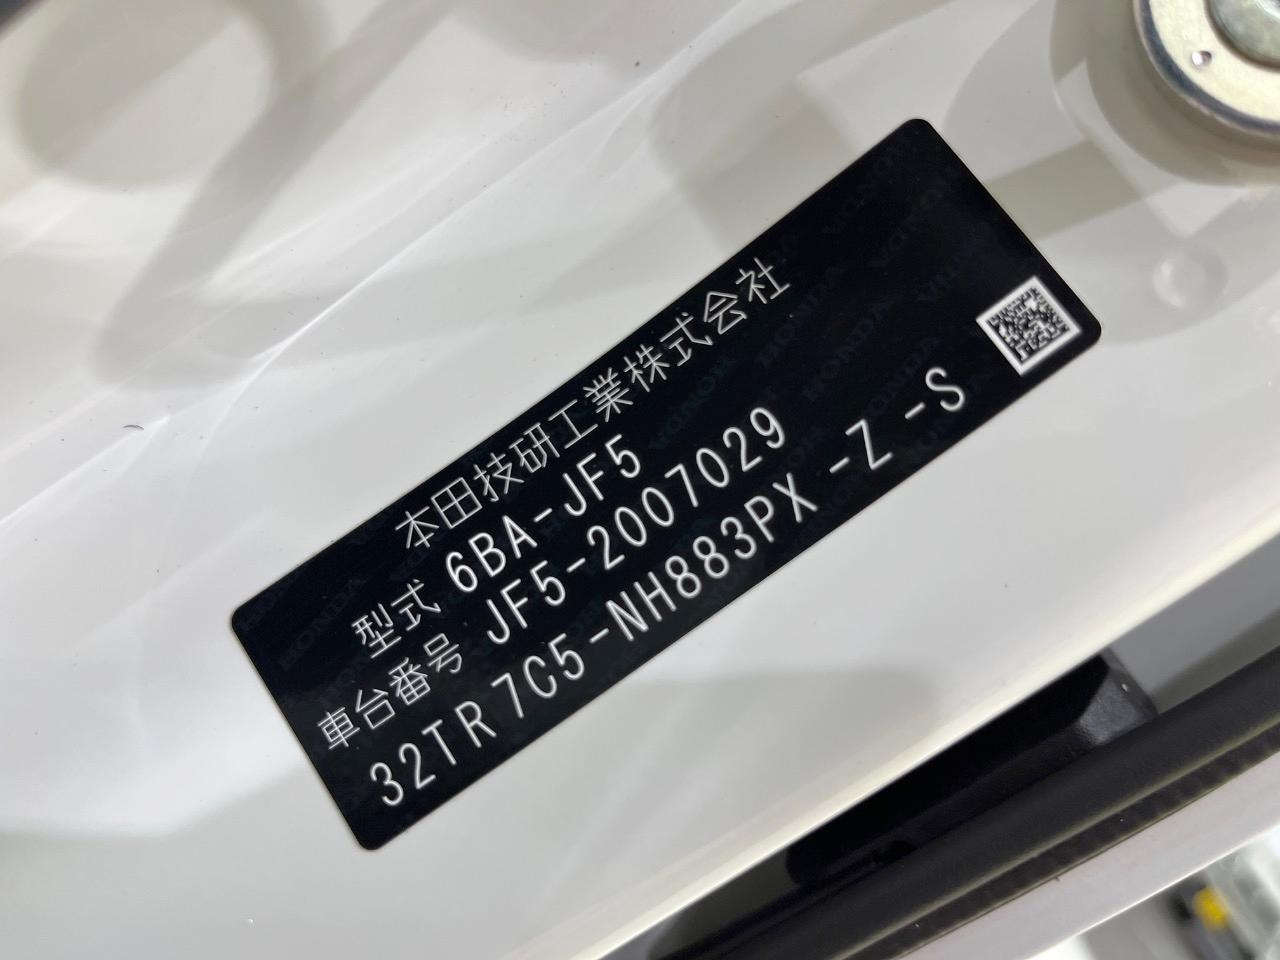 本田技研工業株式会社
型式 6BA-JF5
車台番号 JF5-2007029
32TR 7C5-NH883PX -Z -S